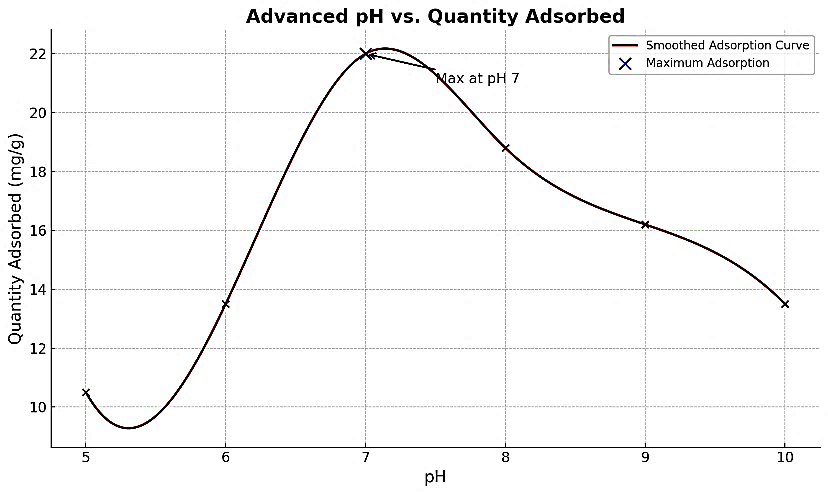 Advanced pH vs. Quantity Adsorbed
Smoothed Adsorption Curve
Maximum Adsorption
Max at pH 7
Quantity Adsorbed (mg/g)
22
20
18
16
14
12
10
5 6 7 8 9 10
pH